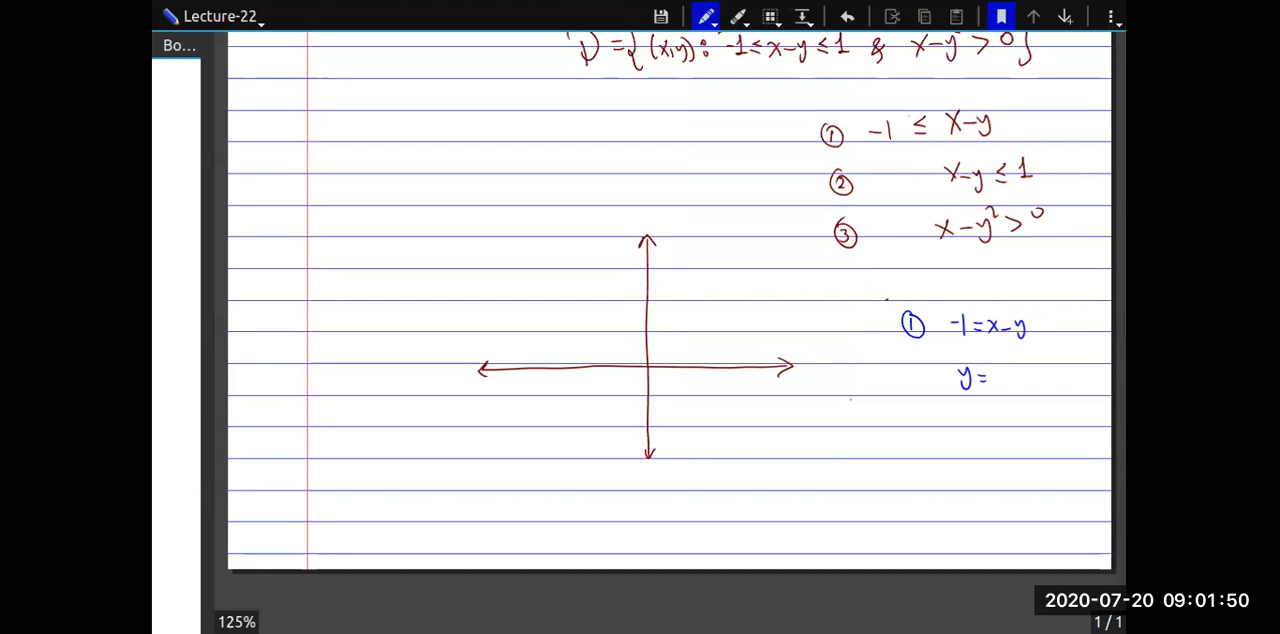 Lecture-22
Bo...
D = { (x,y) : -1 ≤ x-y ≤ 1 & x-y² > 0 }
① -1 ≤ x-y
② x-y ≤ 1
③ x-y² > 0
① -1 = x-y
y =
2020-07-20 09:01:50
125%
1 / 1